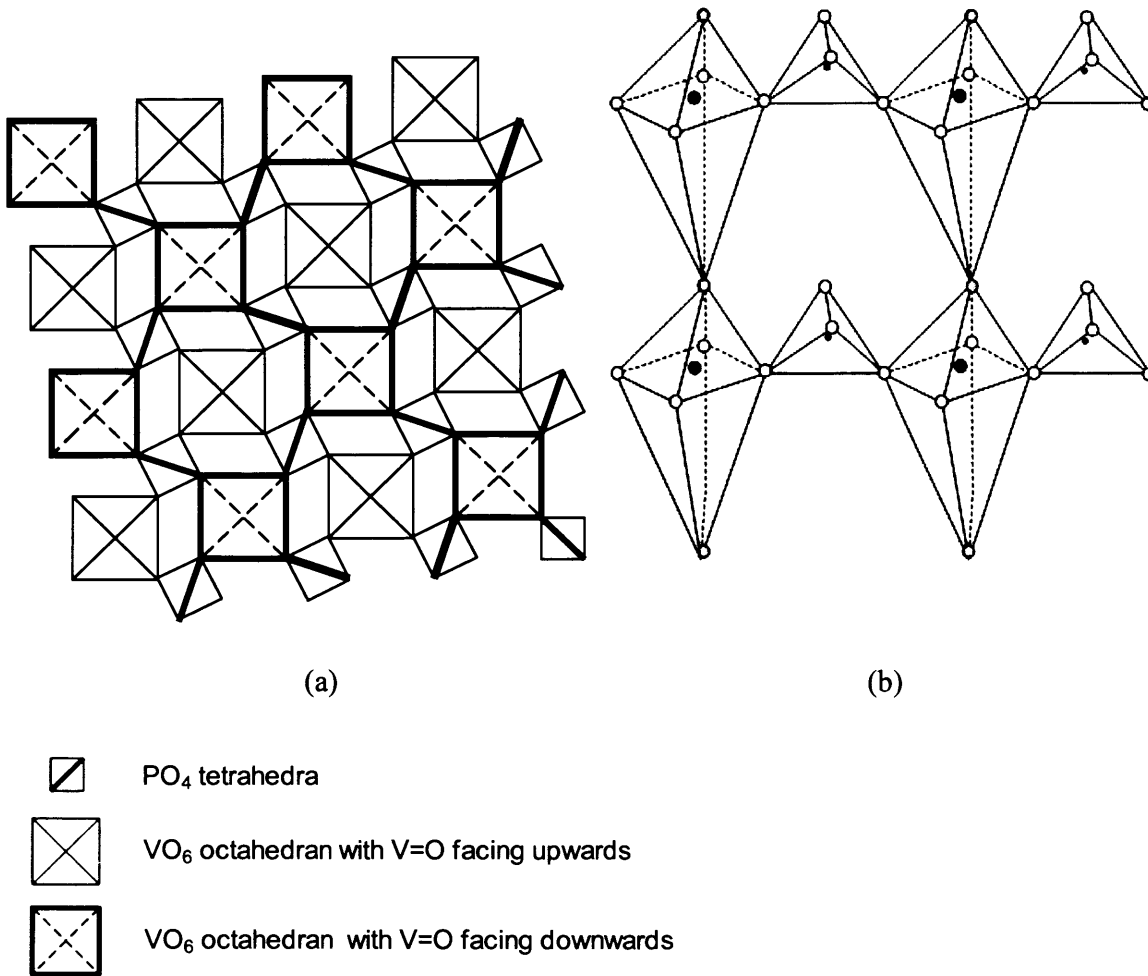 (a)
(b)
PO4 tetrahedra
VO6 octahedran with V=O facing upwards
VO6 octahedran with V=O facing downwards